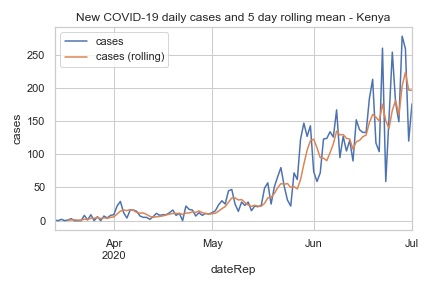 New COVID-19 daily cases and 5 day rolling mean - Kenya
cases
cases (rolling)
250
200
150
100
50
0
cases
Apr
May
Jun
Jul
2020
dateRep